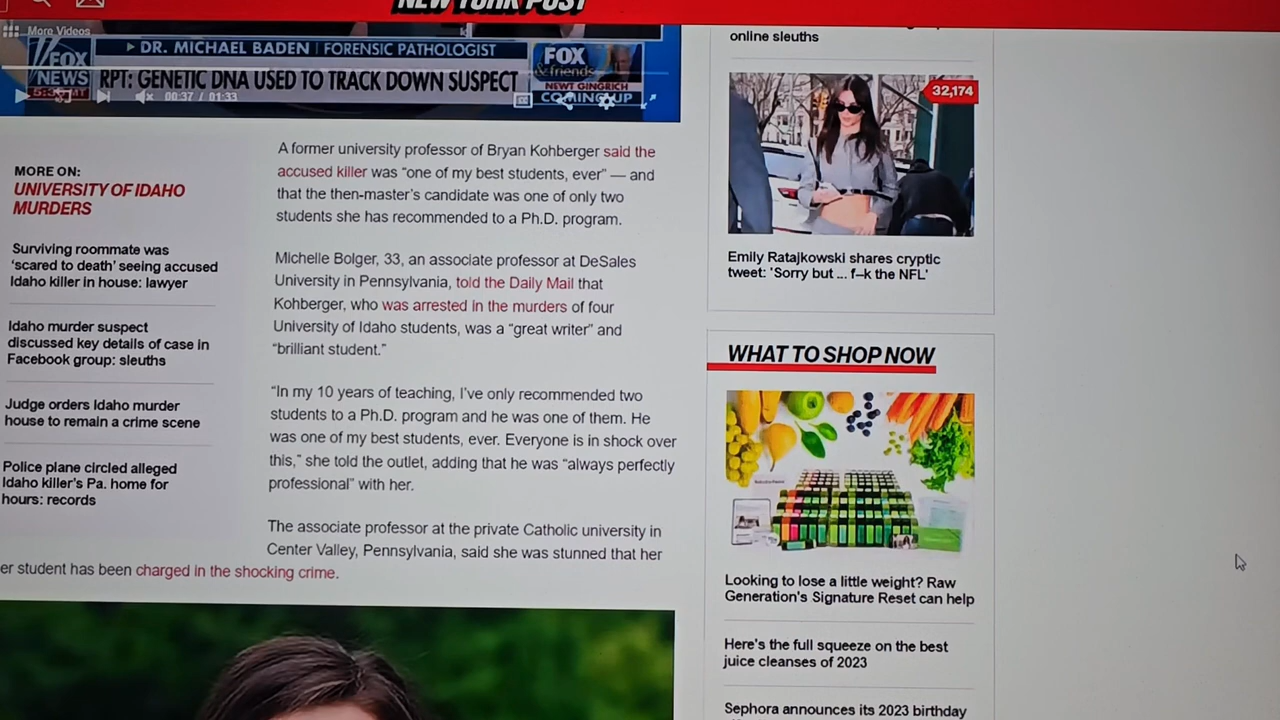 NEW YORK POST
More Videos
DR. MICHAEL BADEN | FORENSIC PATHOLOGIST
FOX
NEWS
RPT: GENETIC DNA USED TO TRACK DOWN SUSPECT
FOX
& friends
NEWT GINGRICH
COMING UP
00:37 / 01:33
MORE ON:
UNIVERSITY OF IDAHO
MURDERS
Surviving roommate was
‘scared to death’ seeing accused
Idaho killer in house: lawyer
Idaho murder suspect
discussed key details of case in
Facebook group: sleuths
Judge orders Idaho murder
house to remain a crime scene
Police plane circled alleged
Idaho killer's Pa. home for
hours: records
A former university professor of Bryan Kohberger said the
accused killer was “one of my best students, ever” — and
that the then-master’s candidate was one of only two
students she has recommended to a Ph.D. program.
Michelle Bolger, 33, an associate professor at DeSales
University in Pennsylvania, told the Daily Mail that
Kohberger, who was arrested in the murders of four
University of Idaho students, was a “great writer” and
“brilliant student.”
“In my 10 years of teaching, I’ve only recommended two
students to a Ph.D. program and he was one of them. He
was one of my best students, ever. Everyone is in shock over
this,” she told the outlet, adding that he was “always perfectly
professional” with her.
The associate professor at the private Catholic university in
Center Valley, Pennsylvania, said she was stunned that her
er student has been charged in the shocking crime.
online sleuths
32,174
Emily Ratajkowski shares cryptic
tweet: 'Sorry but ... f--k the NFL'
WHAT TO SHOP NOW
Looking to lose a little weight? Raw
Generation's Signature Reset can help
Here's the full squeeze on the best
juice cleanses of 2023
Sephora announces its 2023 birthday